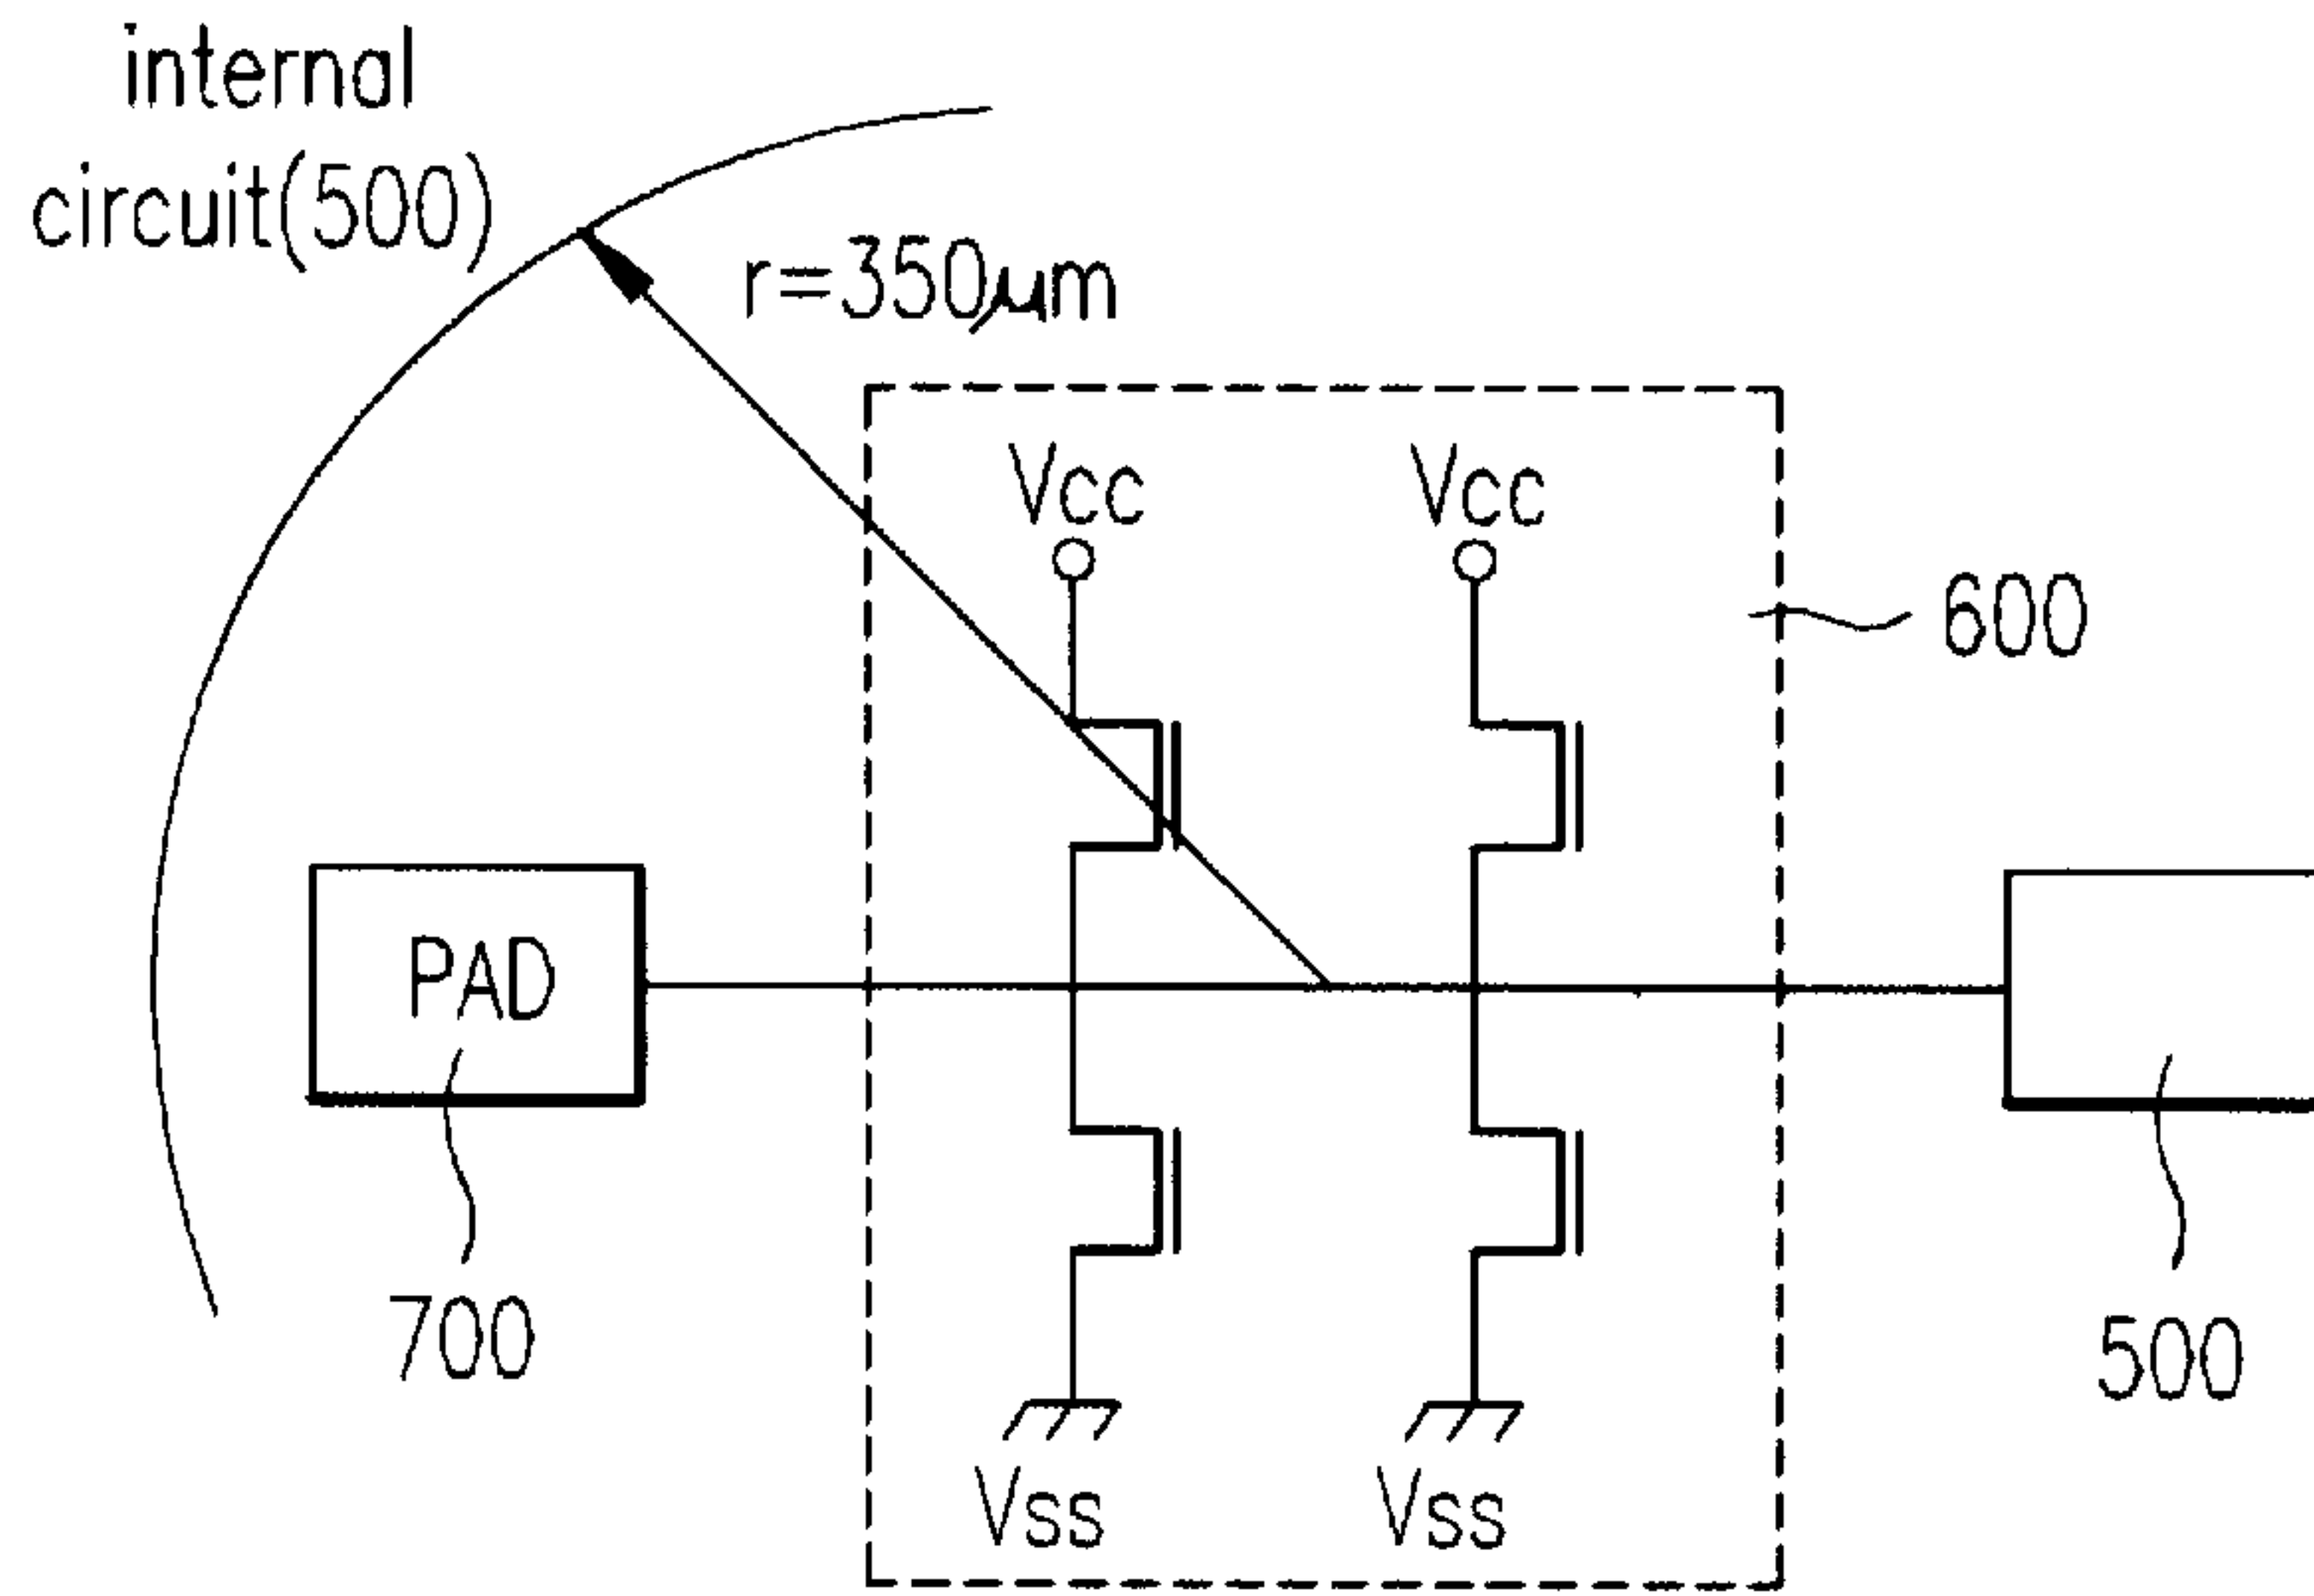 internal
circuit(500)
r=350μm
Vcc Vcc
600
PAD
700
500
Vss Vss